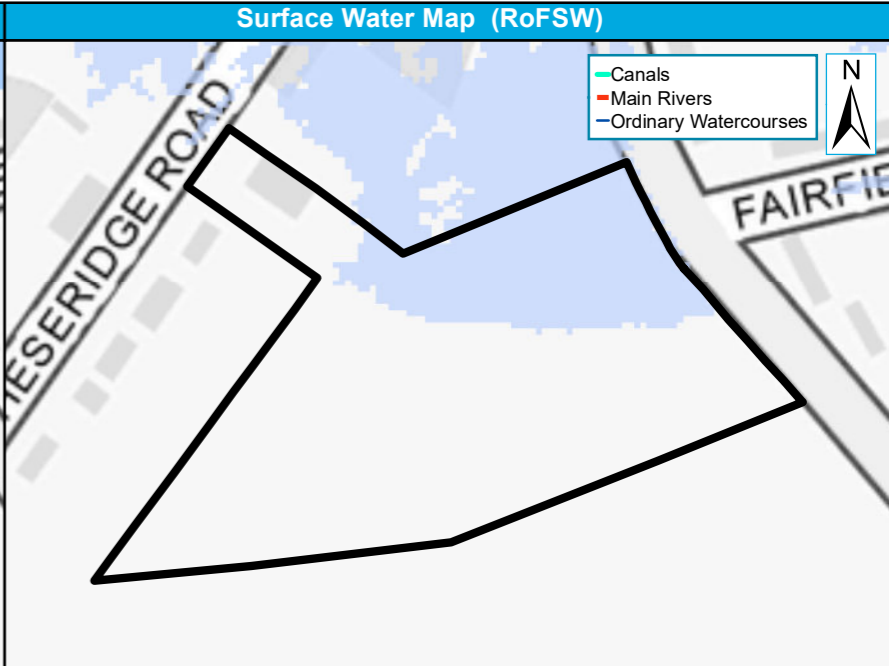 Surface Water Map (RoFSW)
Canals
Main Rivers
Ordinary Watercourses
N
HESERIDGE ROAD
FAIRFIE